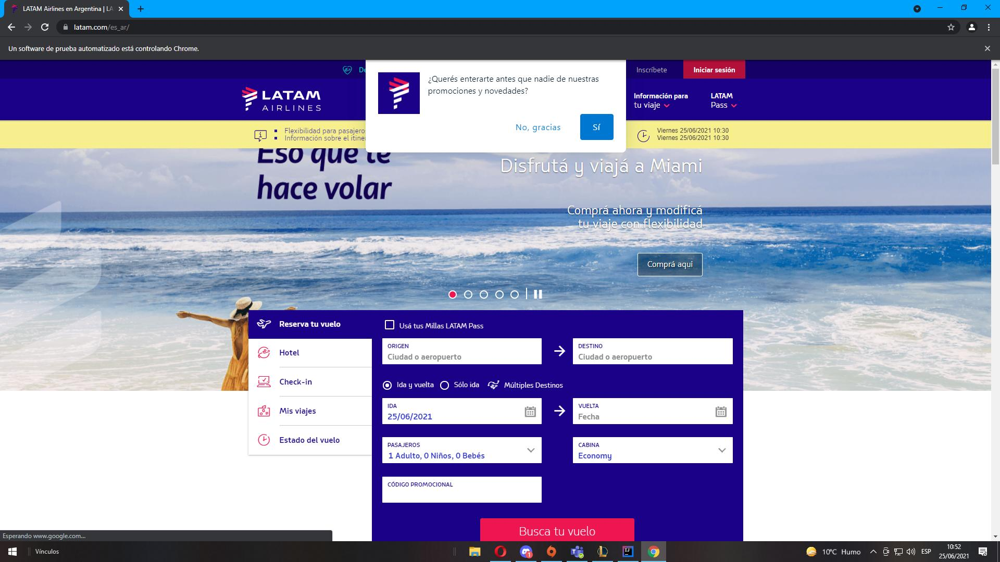 LATAM Airlines en Argentina | LA
latam.com/es_ar/
Un software de prueba automatizado está controlando Chrome.
De
Inscríbete
Iniciar sesión
¿Querés enterarte antes que nadie de nuestras
promociones y novedades?
No, gracias
Sí
LATAM
AIRLINES
Información para
tu viaje
LATAM
Pass
Flexibilidad para pasajero
Información sobre el itiner
Viernes 25/06/2021 10:30
Viernes 25/06/2021 10:30
Eso que te
hace volar
Disfrutá y viajá a Miami
Comprá ahora y modificá
tu viaje con flexibilidad
Comprá aqui
Reserva tu vuelo
Hotel
Check-in
Mis viajes
Estado del vuelo
Usá tus Millas LATAM Pass
ORIGEN
Ciudad o aeropuerto
DESTINO
Ciudad o aeropuerto
Ida y vuelta
Sólo ida
Múltiples Destinos
IDA
25/06/2021
VUELTA
Fecha
PASAJEROS
1 Adulto, 0 Niños, 0 Bebés
CABINA
Economy
CÓDIGO PROMOCIONAL
Busca tu vuelo
Esperando www.google.com...
Vínculos
1
10°C Humo
ESP
10:52
25/06/2021